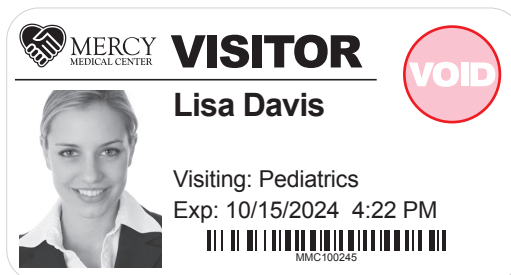 MERCY
MEDICAL CENTER
VISITOR
VOID
Lisa Davis
Visiting: Pediatrics
Exp: 10/15/2024 4:22 PM
MMC100245